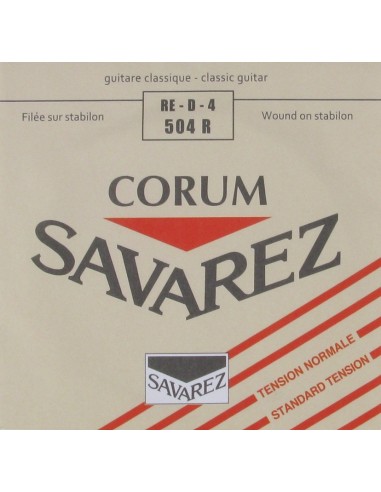 guitare classique - classic guitar
RE - D - 4
504 R
Filée sur stabilon
Wound on stabilon
CORUM
SAVAREZ
SAVAREZ
TENSION NORMALE
STANDARD TENSION